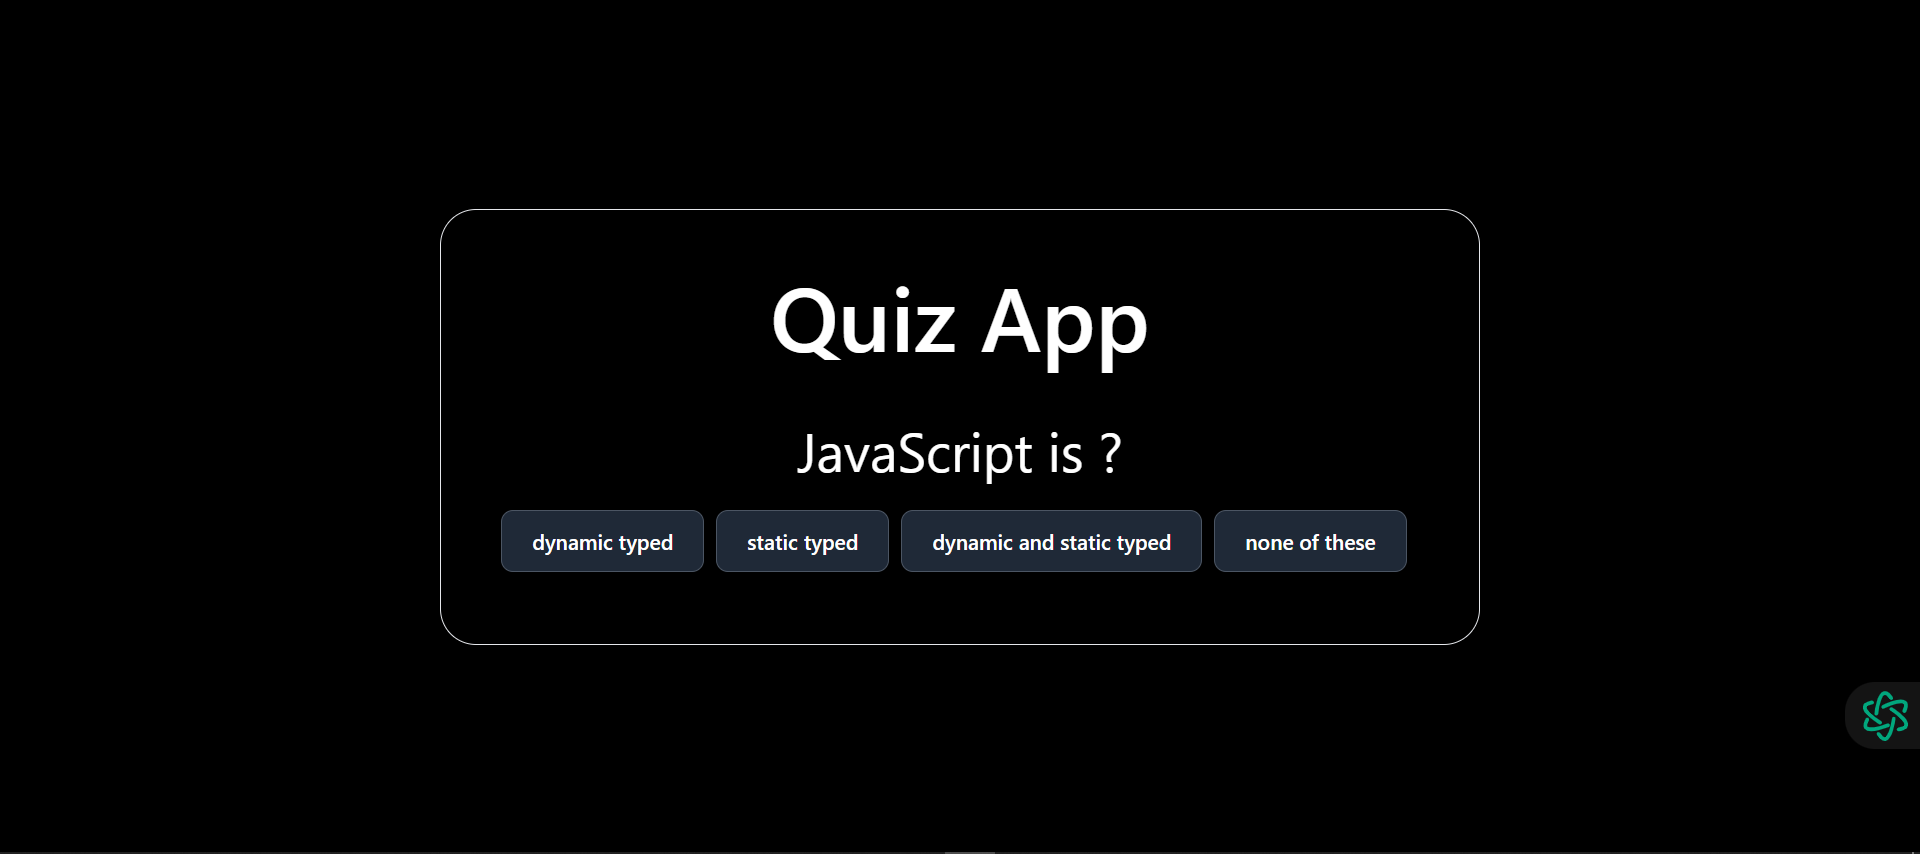 Quiz App
JavaScript is ?
dynamic typed static typed dynamic and static typed none of these